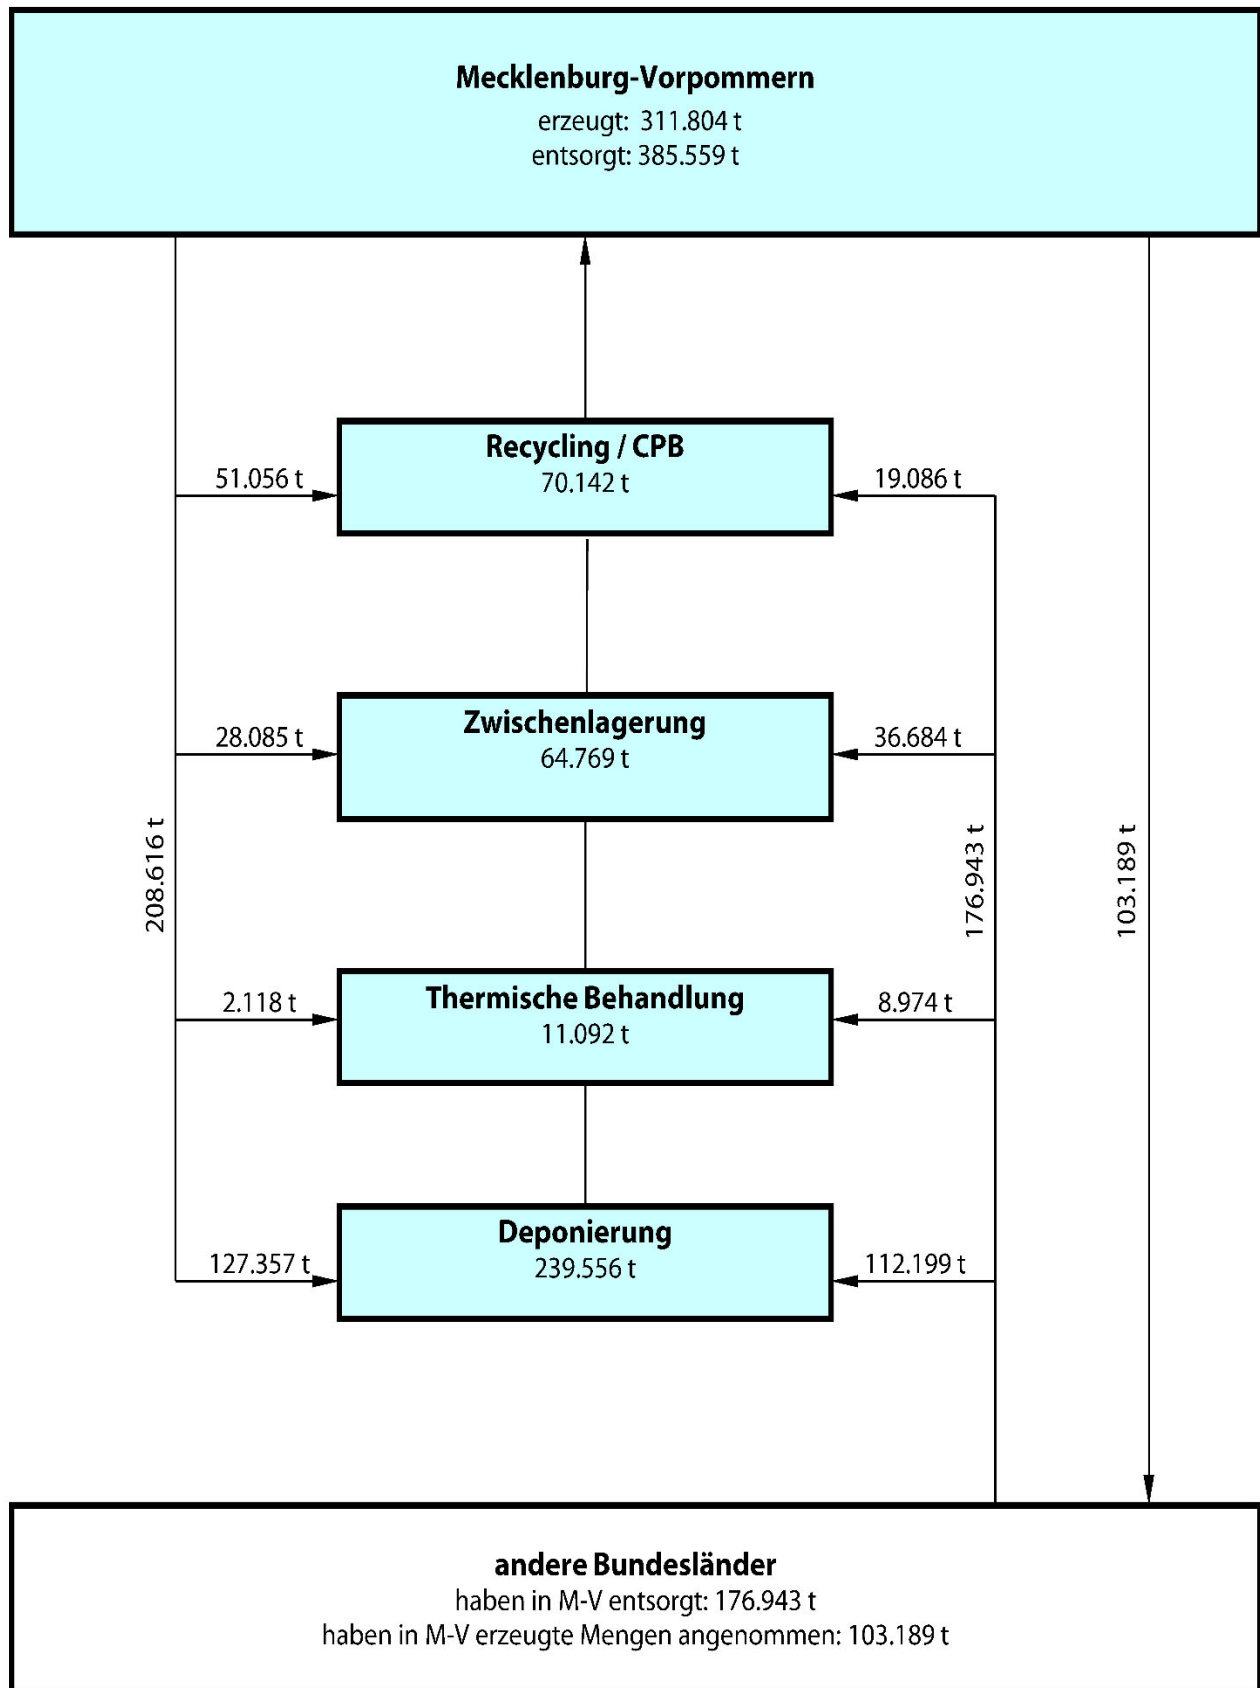 Mecklenburg-Vorpommern
erzeugt: 311.804 t
entsorgt: 385.559 t
Recycling / CPB
70.142 t
51.056 t
19.086 t
Zwischenlagerung
64.769 t
28.085 t
36.684 t
208.616 t
176.943 t
103.189 t
Thermische Behandlung
11.092 t
2.118 t
8.974 t
Deponierung
239.556 t
127.357 t
112.199 t
andere Bundesländer
haben in M-V entsorgt: 176.943 t
haben in M-V erzeugte Mengen angenommen: 103.189 t